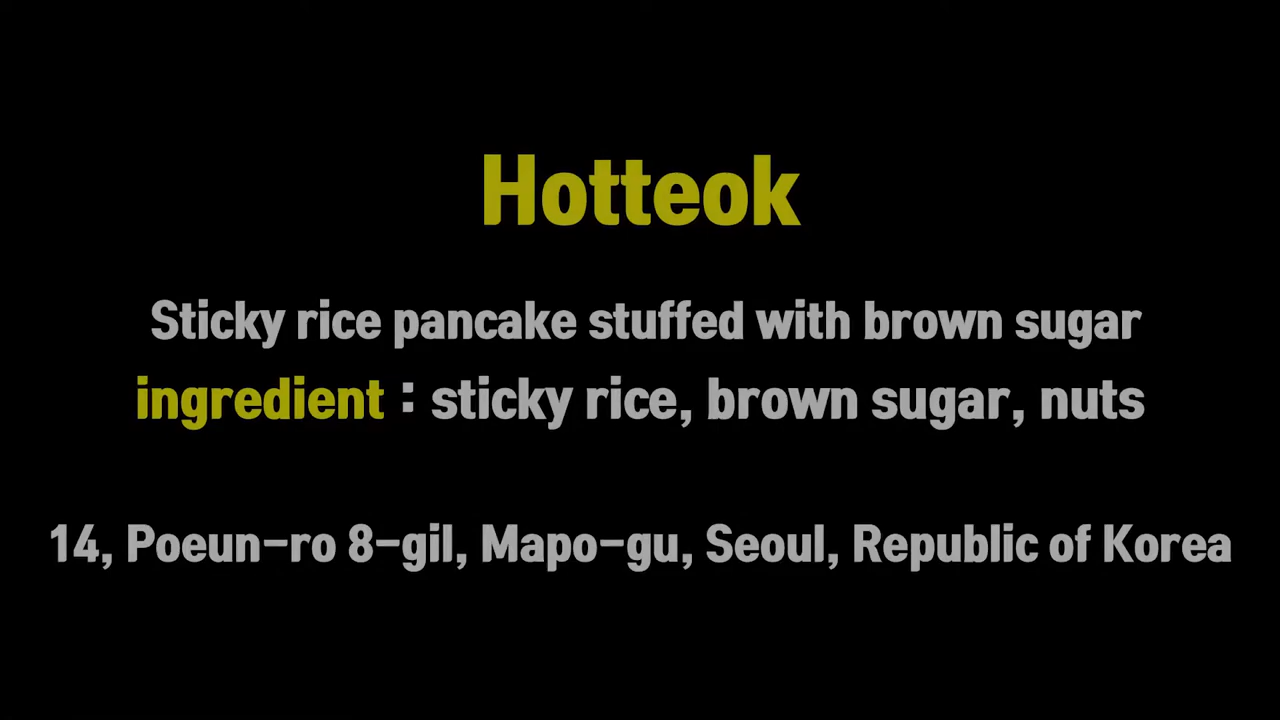 Hotteok
Sticky rice pancake stuffed with brown sugar
ingredient : sticky rice, brown sugar, nuts
14, Poeun-ro 8-gil, Mapo-gu, Seoul, Republic of Korea